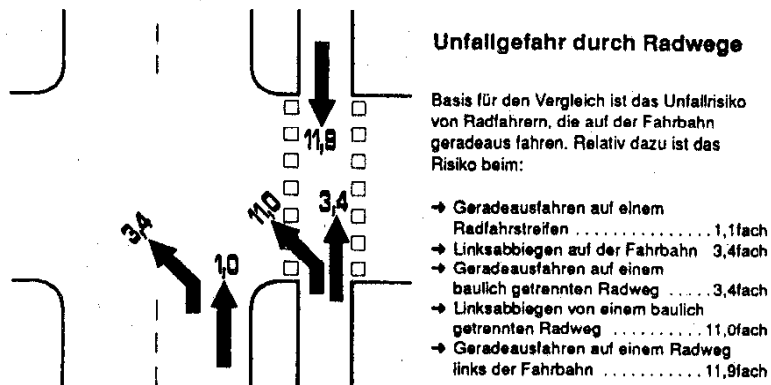 Unfallgefahr durch Radwege
Basis für den Vergleich ist das Unfallrisiko
von Radfahrern, die auf der Fahrbahn
geradeaus fahren. Relativ dazu ist das
Risiko beim:
➔ Geradeausfahren auf einem
Radfahrstreifen . . . . . . . . . . . . . 1,1fach
➔ Linksabbiegen auf der Fahrbahn 3,4fach
➔ Geradeausfahren auf einem
baulich getrennten Radweg . . . . . 3,4fach
➔ Linksabbiegen von einem baulich
getrennten Radweg . . . . . . . . . . 11,0fach
➔ Geradeausfahren auf einem Radweg
links der Fahrbahn . . . . . . . . . . 11,9fach
11,9
3,4
11,0
3,4
1,0